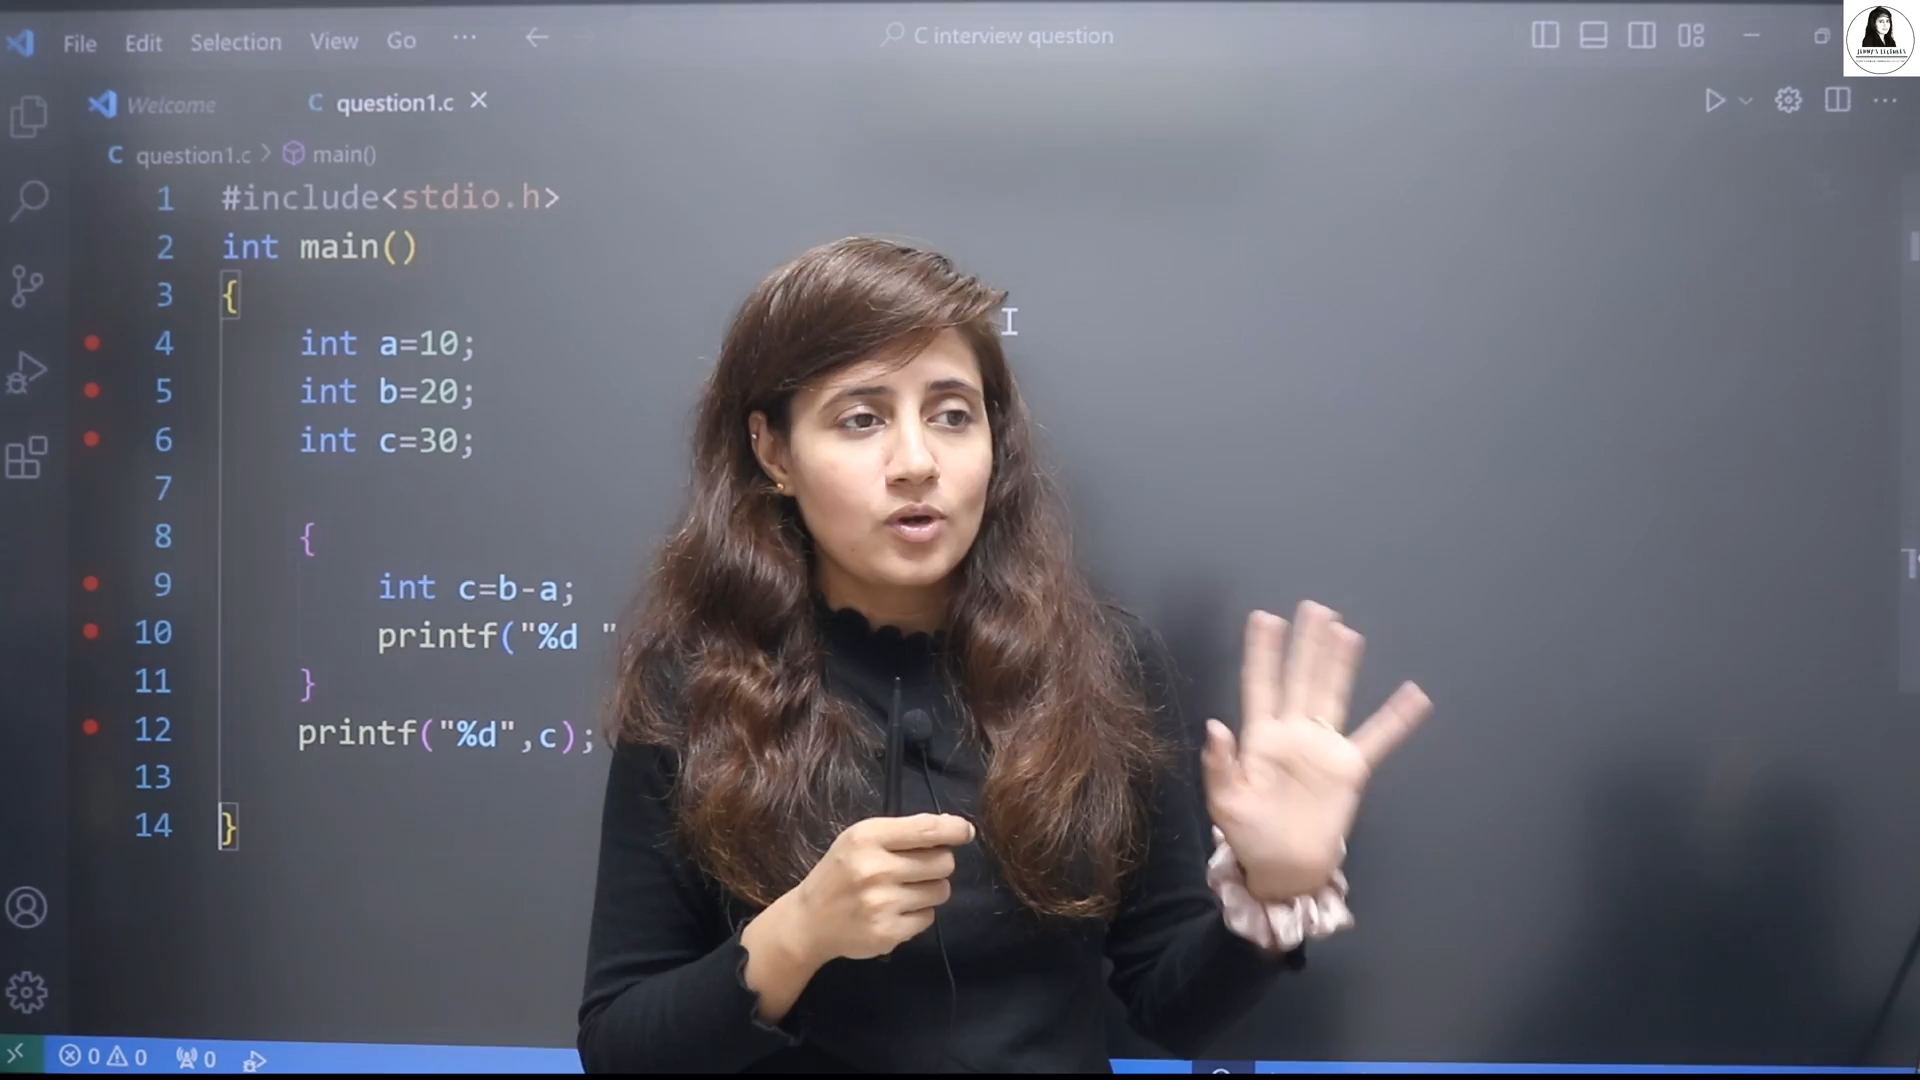 File Edit Selection View Go ··· C interview question
JENNY'S LECTURES
Welcome C question1.c
C question1.c > main()
1 #include<stdio.h>
2 int main()
3 {
4 int a=10;
5 int b=20;
6 int c=30;
7
8 {
9 int c=b-a;
10 printf("%d "
11 }
12 printf("%d",c);
13
14 }
0 0 0